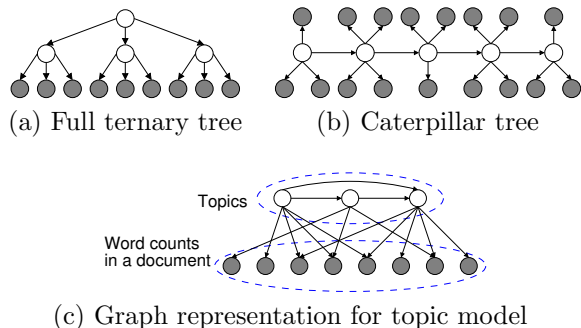 (a) Full ternary tree
(b) Caterpillar tree
Topics
Word counts
in a document
(c) Graph representation for topic model